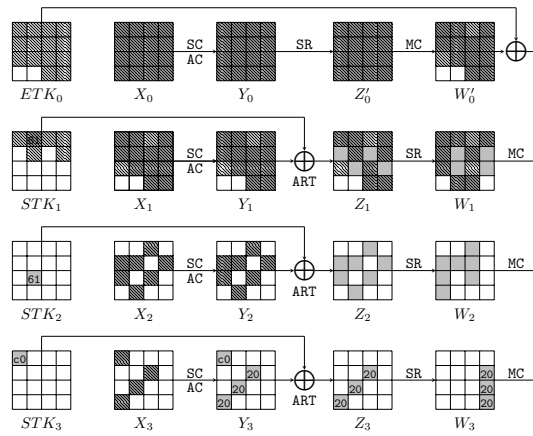 SC SR MC
AC
ETK₀ X₀ Y₀ Z′₀ W′₀
61 SC SR MC
AC
ART
STK₁ X₁ Y₁ Z₁ W₁
61 SC SR MC
AC
ART
STK₂ X₂ Y₂ Z₂ W₂
c0 SC c0 SR MC
AC 20 20 20
20 20 20
20 ART 20 20
STK₃ X₃ Y₃ Z₃ W₃